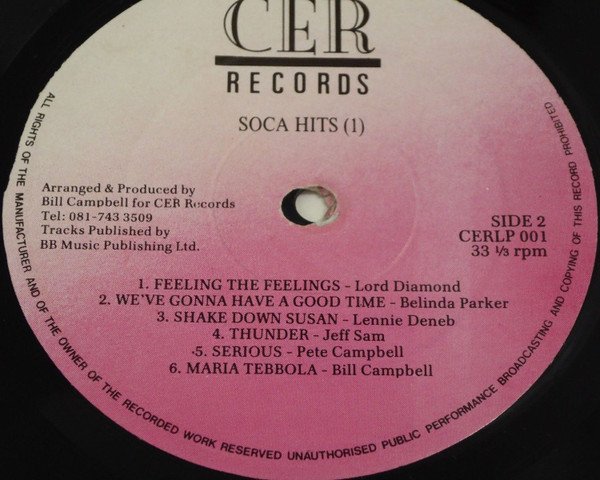 CER
RECORDS
SOCA HITS (1)
Arranged & Produced by
Bill Campbell for CER Records
Tel: 081-743 3509
Tracks Published by
BB Music Publishing Ltd.
SIDE 2
CERLP 001
33 ⅓ rpm
1. FEELING THE FEELINGS - Lord Diamond
2. WE'VE GONNA HAVE A GOOD TIME - Belinda Parker
3. SHAKE DOWN SUSAN - Lennie Deneb
4. THUNDER - Jeff Sam
5. SERIOUS - Pete Campbell
6. MARIA TEBBOLA - Bill Campbell
ALL RIGHTS OF THE MANUFACTURER AND OF THE OWNER OF THE RECORDED WORK RESERVED UNAUTHORISED PUBLIC PERFORMANCE BROADCASTING AND COPYING OF THIS RECORD PROHIBITED